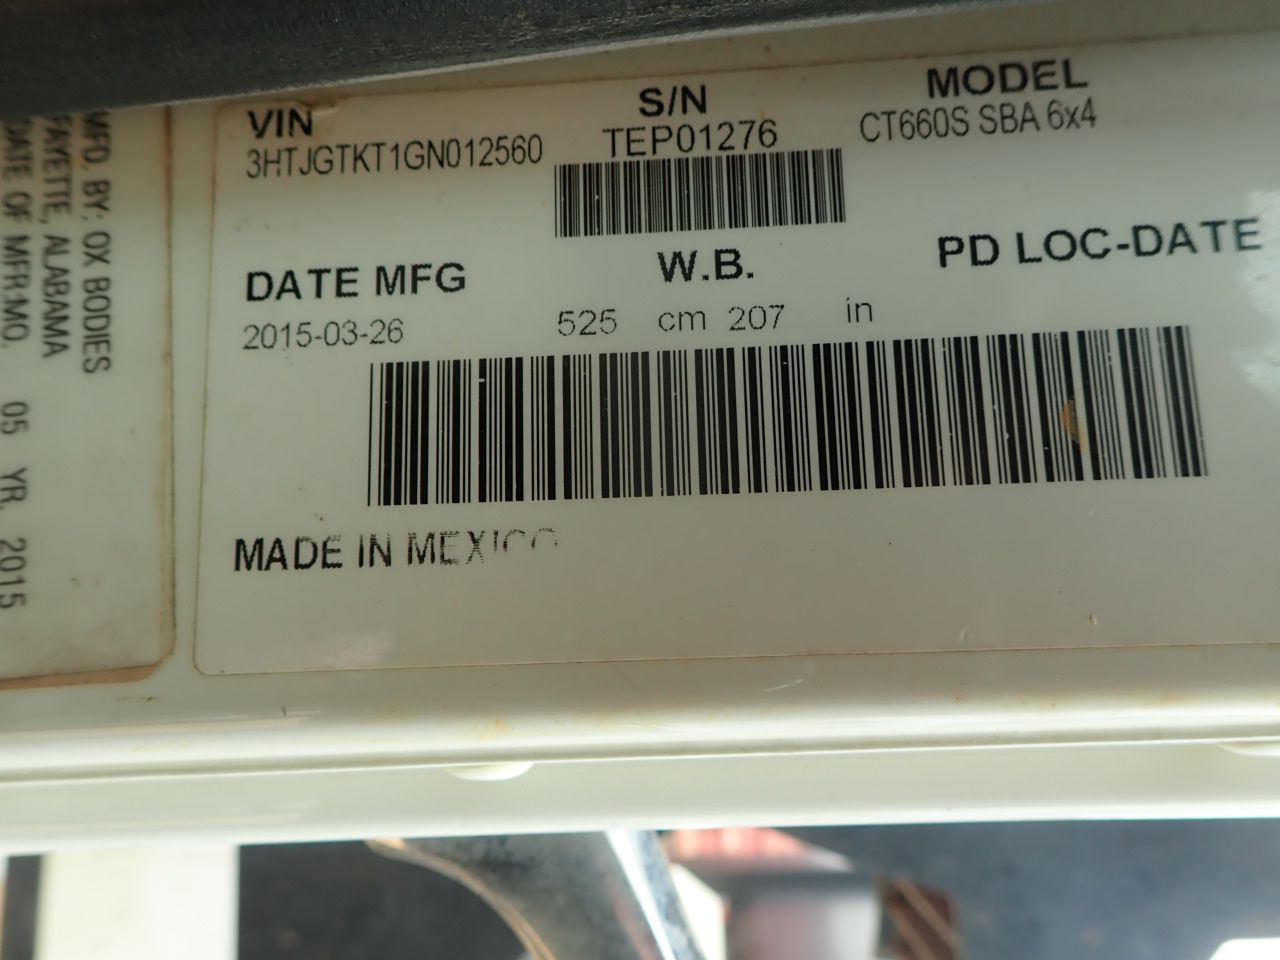 VIN
3HTJGTKT1GN012560
S/N
TEP01276
MODEL
CT660S SBA 6x4
DATE MFG
2015-03-26
W.B.
525 cm 207 in
PD LOC-DATE
MADE IN MEXICO
MFD. BY: OX BODIES
FAYETTE, ALABAMA
DATE OF MFR:MO. 05 YR. 2015